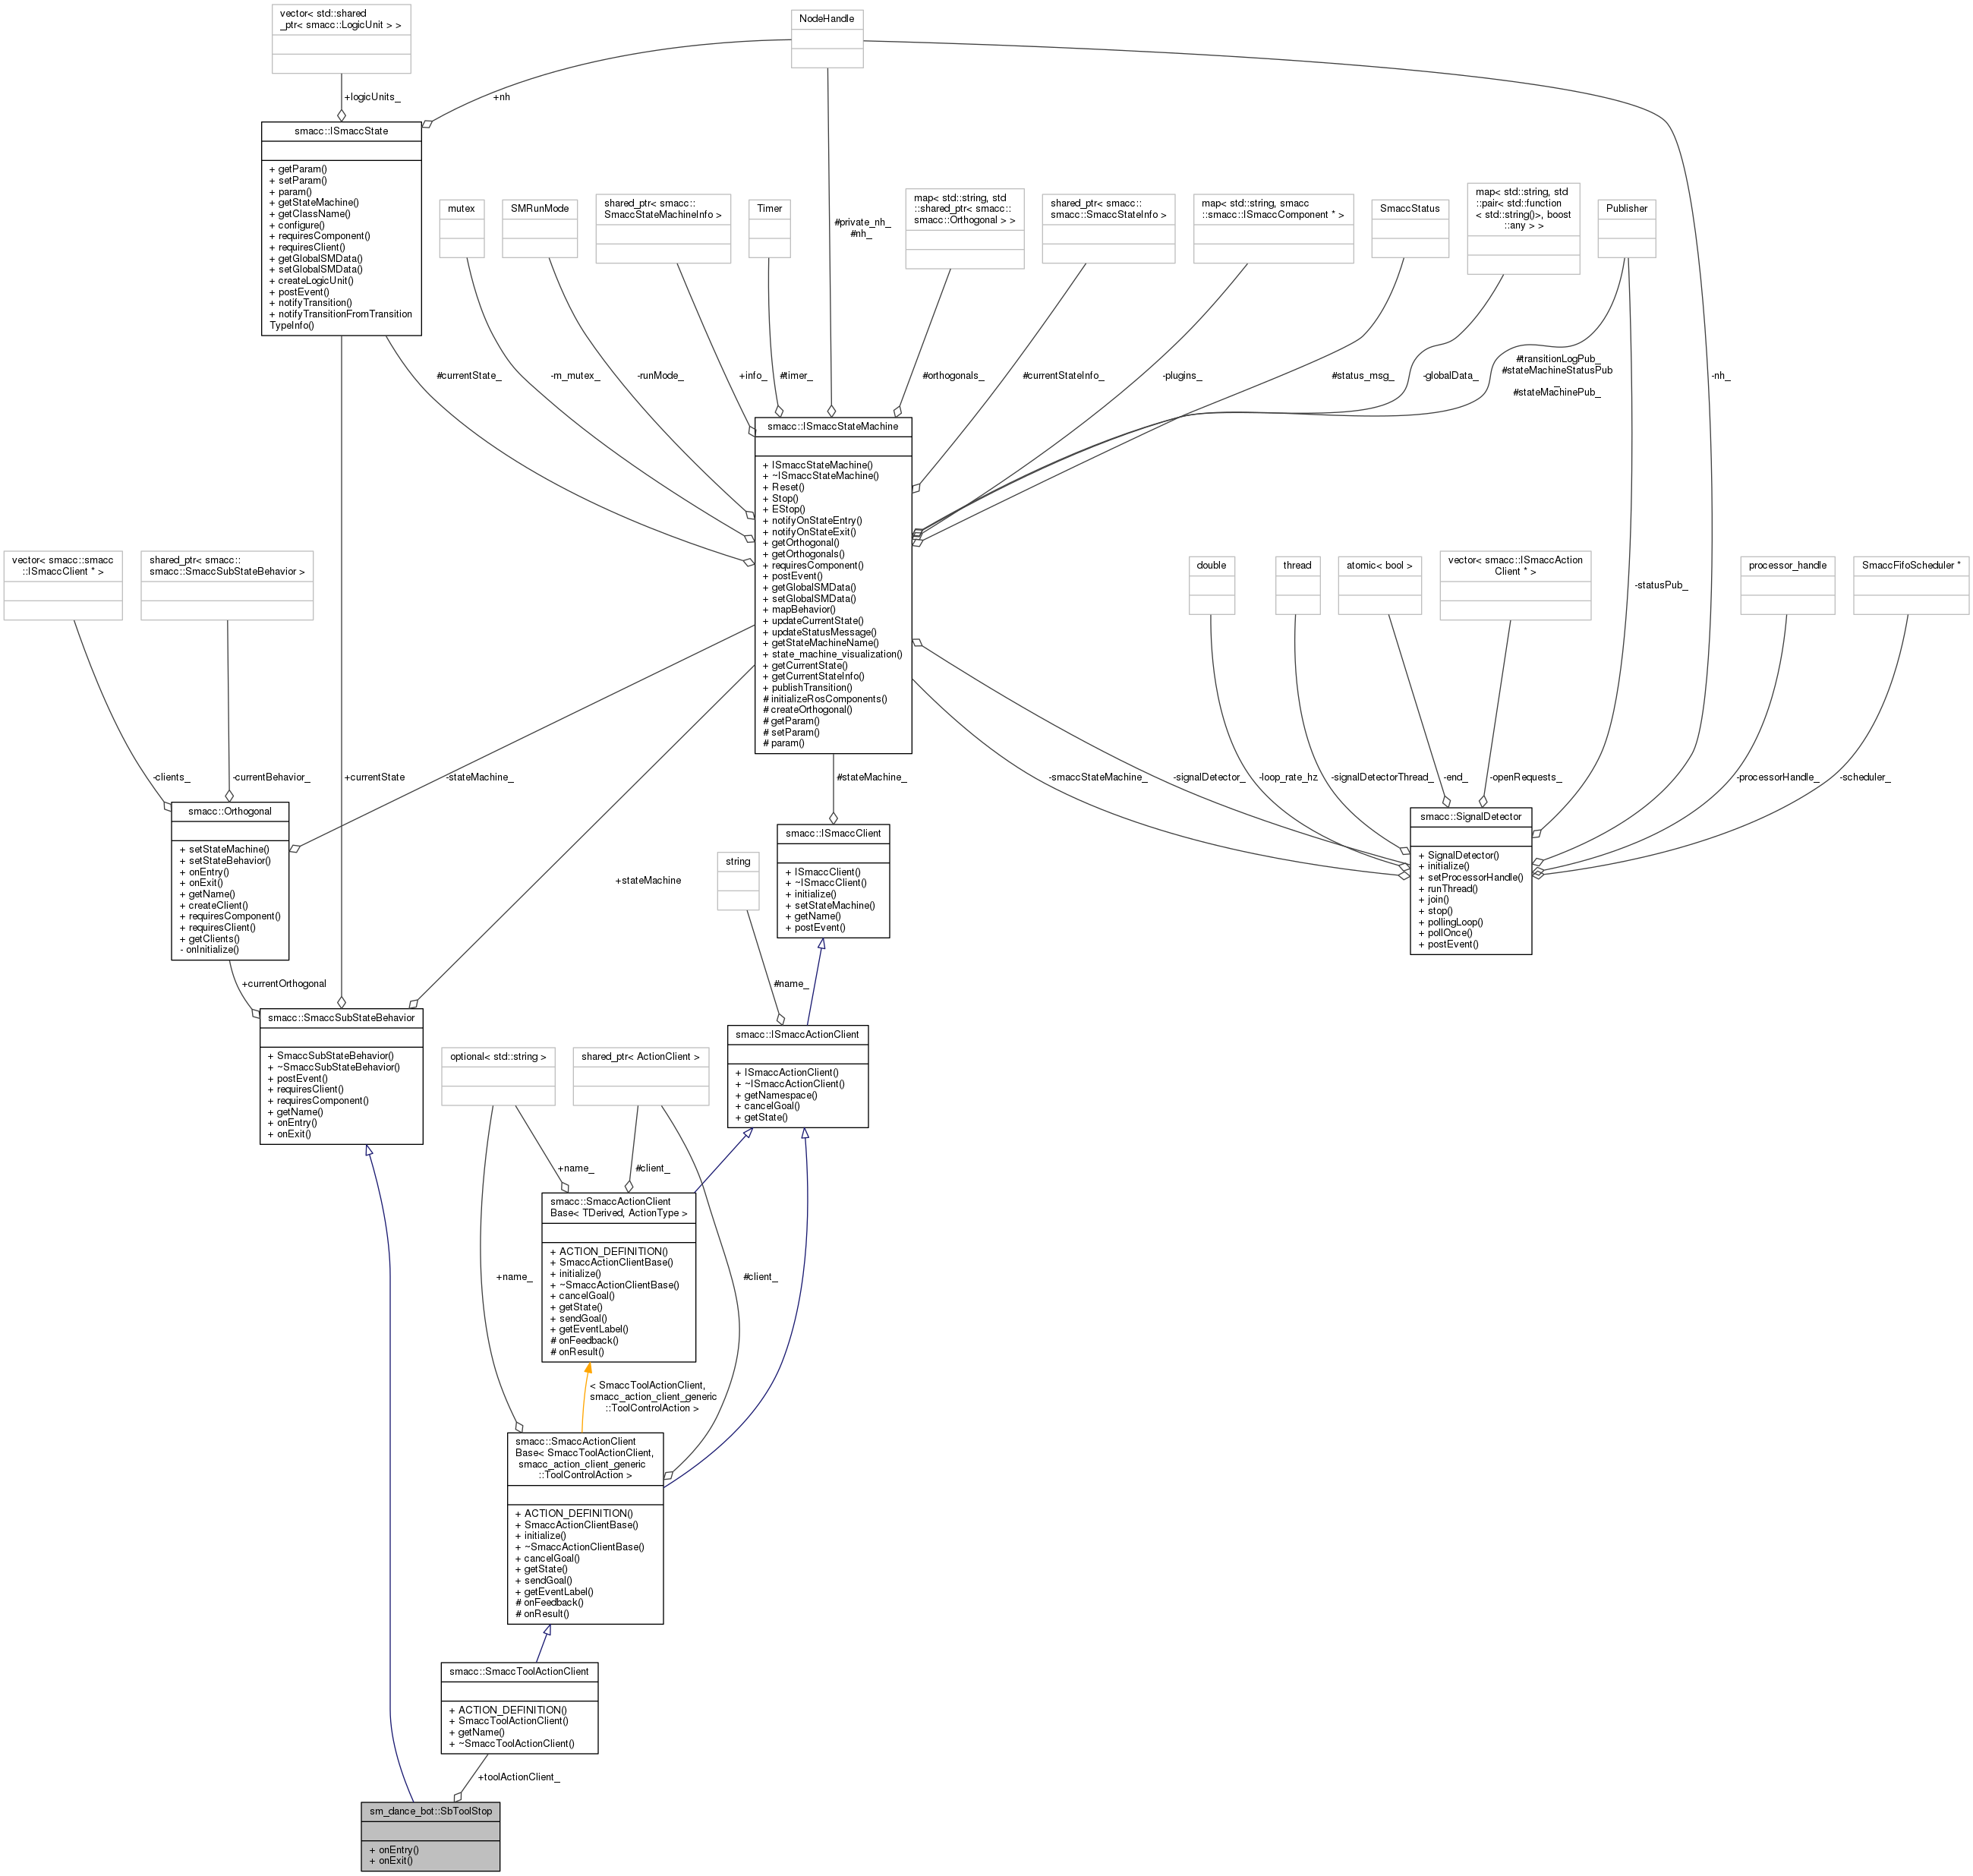 vector< std::shared
_ptr< smacc::LogicUnit > >
NodeHandle
+logicUnits_
+nh
smacc::ISmaccState
+ getParam()
+ setParam()
+ param()
+ getStateMachine()
+ getClassName()
+ configure()
+ requiresComponent()
+ requiresClient()
+ getGlobalSMData()
+ setGlobalSMData()
+ createLogicUnit()
+ postEvent()
+ notifyTransition()
+ notifyTransitionFromTransition
TypeInfo()
mutex
SMRunMode
shared_ptr< smacc::
SmaccStateMachineInfo >
Timer
#private_nh_
#nh_
map< std::string, std
::shared_ptr< smacc::
smacc::Orthogonal > >
shared_ptr< smacc::
smacc::SmaccStateInfo >
map< std::string, smacc
::smacc::ISmaccComponent * >
SmaccStatus
map< std::string, std
::pair< std::function
< std::string()>, boost
::any > >
Publisher
#currentState_
-m_mutex_
-runMode_
+info_
#timer_
#orthogonals_
#currentStateInfo_
-plugins_
#status_msg_
-globalData_
#transitionLogPub_
#stateMachineStatusPub
_
#stateMachinePub_
-nh_
smacc::ISmaccStateMachine
+ ISmaccStateMachine()
+ ~ISmaccStateMachine()
+ Reset()
+ Stop()
+ EStop()
+ notifyOnStateEntry()
+ notifyOnStateExit()
+ getOrthogonal()
+ getOrthogonals()
+ requiresComponent()
+ postEvent()
+ getGlobalSMData()
+ setGlobalSMData()
+ mapBehavior()
+ updateCurrentState()
+ updateStatusMessage()
+ getStateMachineName()
+ state_machine_visualization()
+ getCurrentState()
+ getCurrentStateInfo()
+ publishTransition()
# initializeRosComponents()
# createOrthogonal()
# getParam()
# setParam()
# param()
vector< smacc::smacc
::ISmaccClient * >
shared_ptr< smacc::
smacc::SmaccSubStateBehavior >
double
thread
atomic< bool >
vector< smacc::ISmaccAction
Client * >
-statusPub_
processor_handle
SmaccFifoScheduler *
-clients_
-currentBehavior_
+currentState
-stateMachine_
#stateMachine_
-smaccStateMachine_
-signalDetector_
-loop_rate_hz
-signalDetectorThread_
-end_
-openRequests_
-processorHandle_
-scheduler_
smacc::Orthogonal
+ setStateMachine()
+ setStateBehavior()
+ onEntry()
+ onExit()
+ getName()
+ createClient()
+ requiresComponent()
+ requiresClient()
+ getClients()
- onInitialize()
+stateMachine
string
smacc::ISmaccClient
+ ISmaccClient()
+ ~ISmaccClient()
+ initialize()
+ setStateMachine()
+ getName()
+ postEvent()
smacc::SignalDetector
+ SignalDetector()
+ initialize()
+ setProcessorHandle()
+ runThread()
+ join()
+ stop()
+ pollingLoop()
+ pollOnce()
+ postEvent()
+currentOrthogonal
#name_
smacc::SmaccSubStateBehavior
+ SmaccSubStateBehavior()
+ ~SmaccSubStateBehavior()
+ postEvent()
+ requiresClient()
+ requiresComponent()
+ getName()
+ onEntry()
+ onExit()
optional< std::string >
shared_ptr< ActionClient >
smacc::ISmaccActionClient
+ ISmaccActionClient()
+ ~ISmaccActionClient()
+ getNamespace()
+ cancelGoal()
+ getState()
+name_
#client_
smacc::SmaccActionClient
Base< TDerived, ActionType >
+ ACTION_DEFINITION()
+ SmaccActionClientBase()
+ initialize()
+ ~SmaccActionClientBase()
+ cancelGoal()
+ getState()
+ sendGoal()
+ getEventLabel()
# onFeedback()
# onResult()
+name_
#client_
< SmaccToolActionClient,
smacc_action_client_generic
::ToolControlAction >
smacc::SmaccActionClient
Base< SmaccToolActionClient,
smacc_action_client_generic
::ToolControlAction >
+ ACTION_DEFINITION()
+ SmaccActionClientBase()
+ initialize()
+ ~SmaccActionClientBase()
+ cancelGoal()
+ getState()
+ sendGoal()
+ getEventLabel()
# onFeedback()
# onResult()
smacc::SmaccToolActionClient
+ ACTION_DEFINITION()
+ SmaccToolActionClient()
+ getName()
+ ~SmaccToolActionClient()
+toolActionClient_
sm_dance_bot::SbToolStop
+ onEntry()
+ onExit()